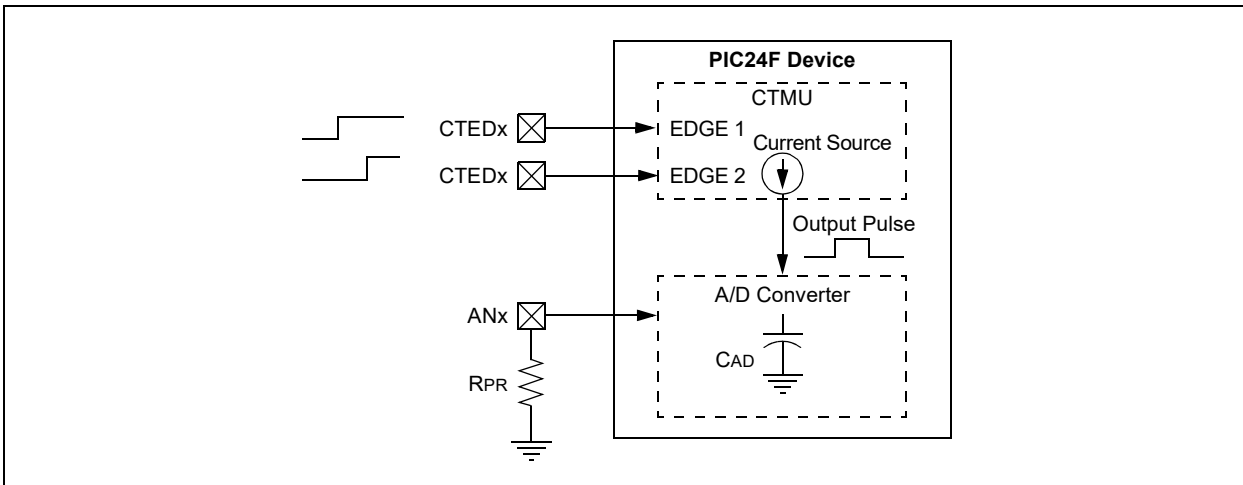 PIC24F Device
CTMU
CTEDx
EDGE 1
Current Source
CTEDx
EDGE 2
Output Pulse
A/D Converter
ANx
CAD
RPR